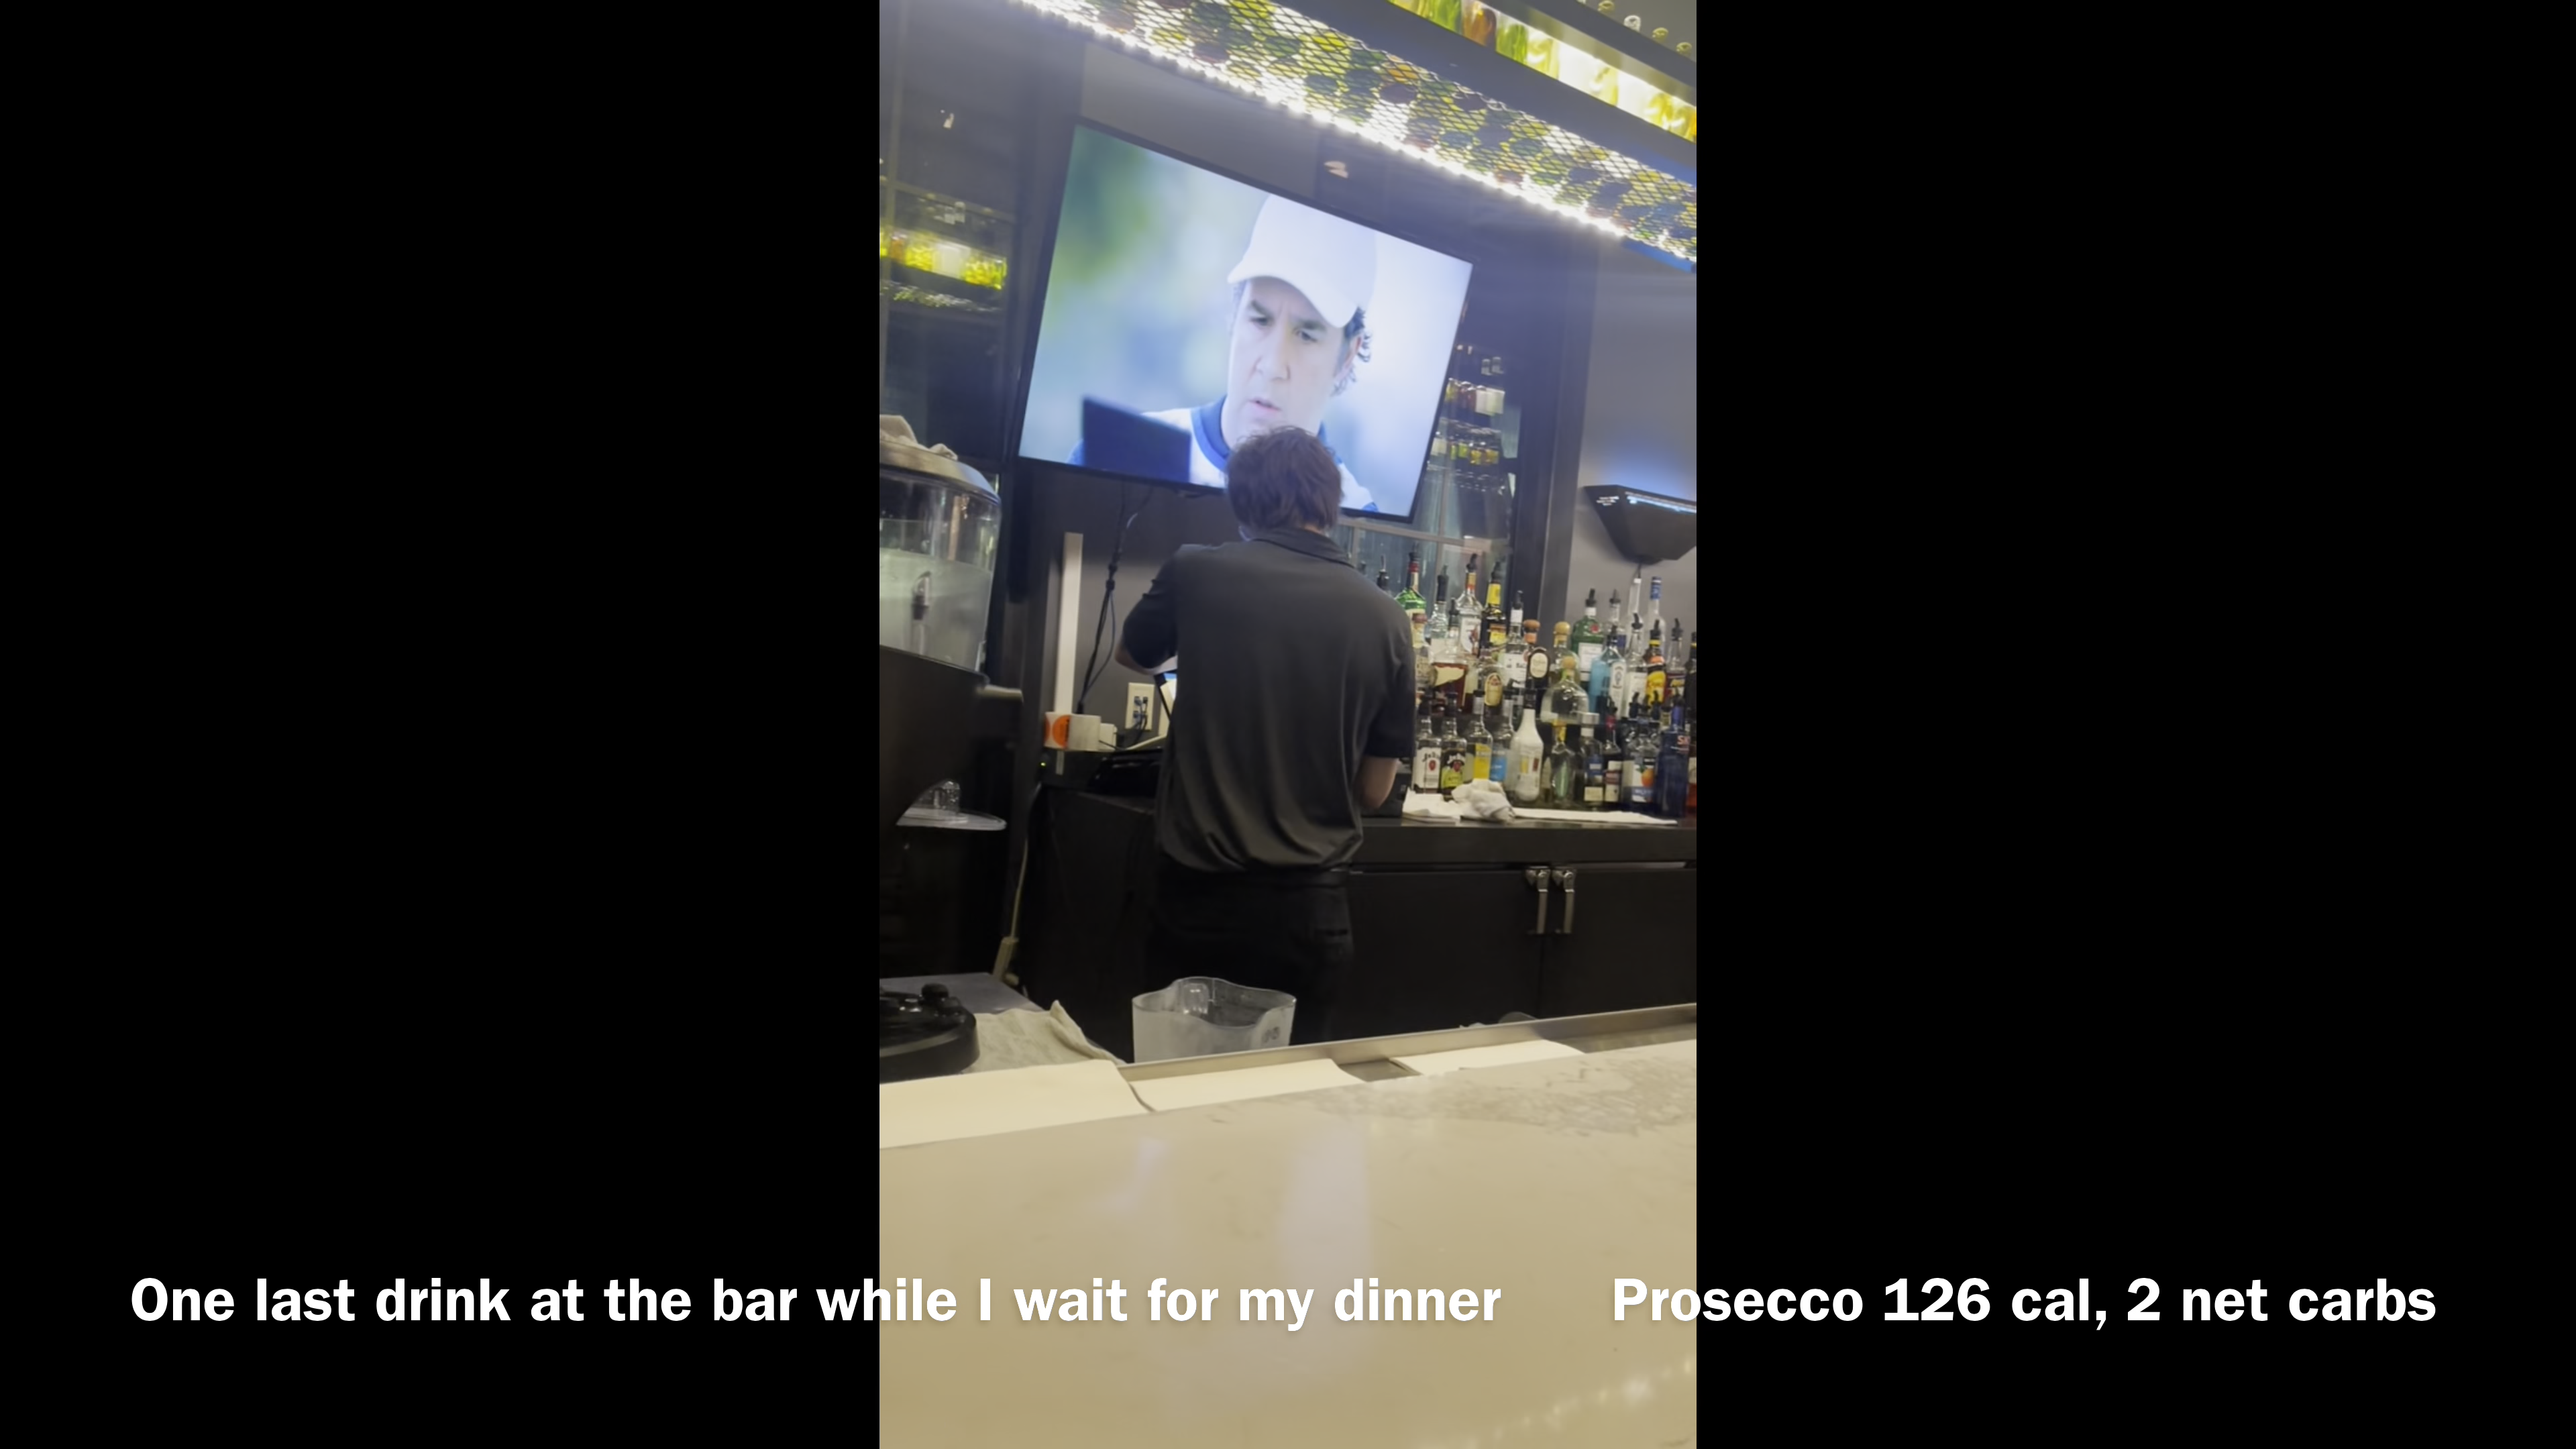 One last drink at the bar while I wait for my dinner Prosecco 126 cal, 2 net carbs